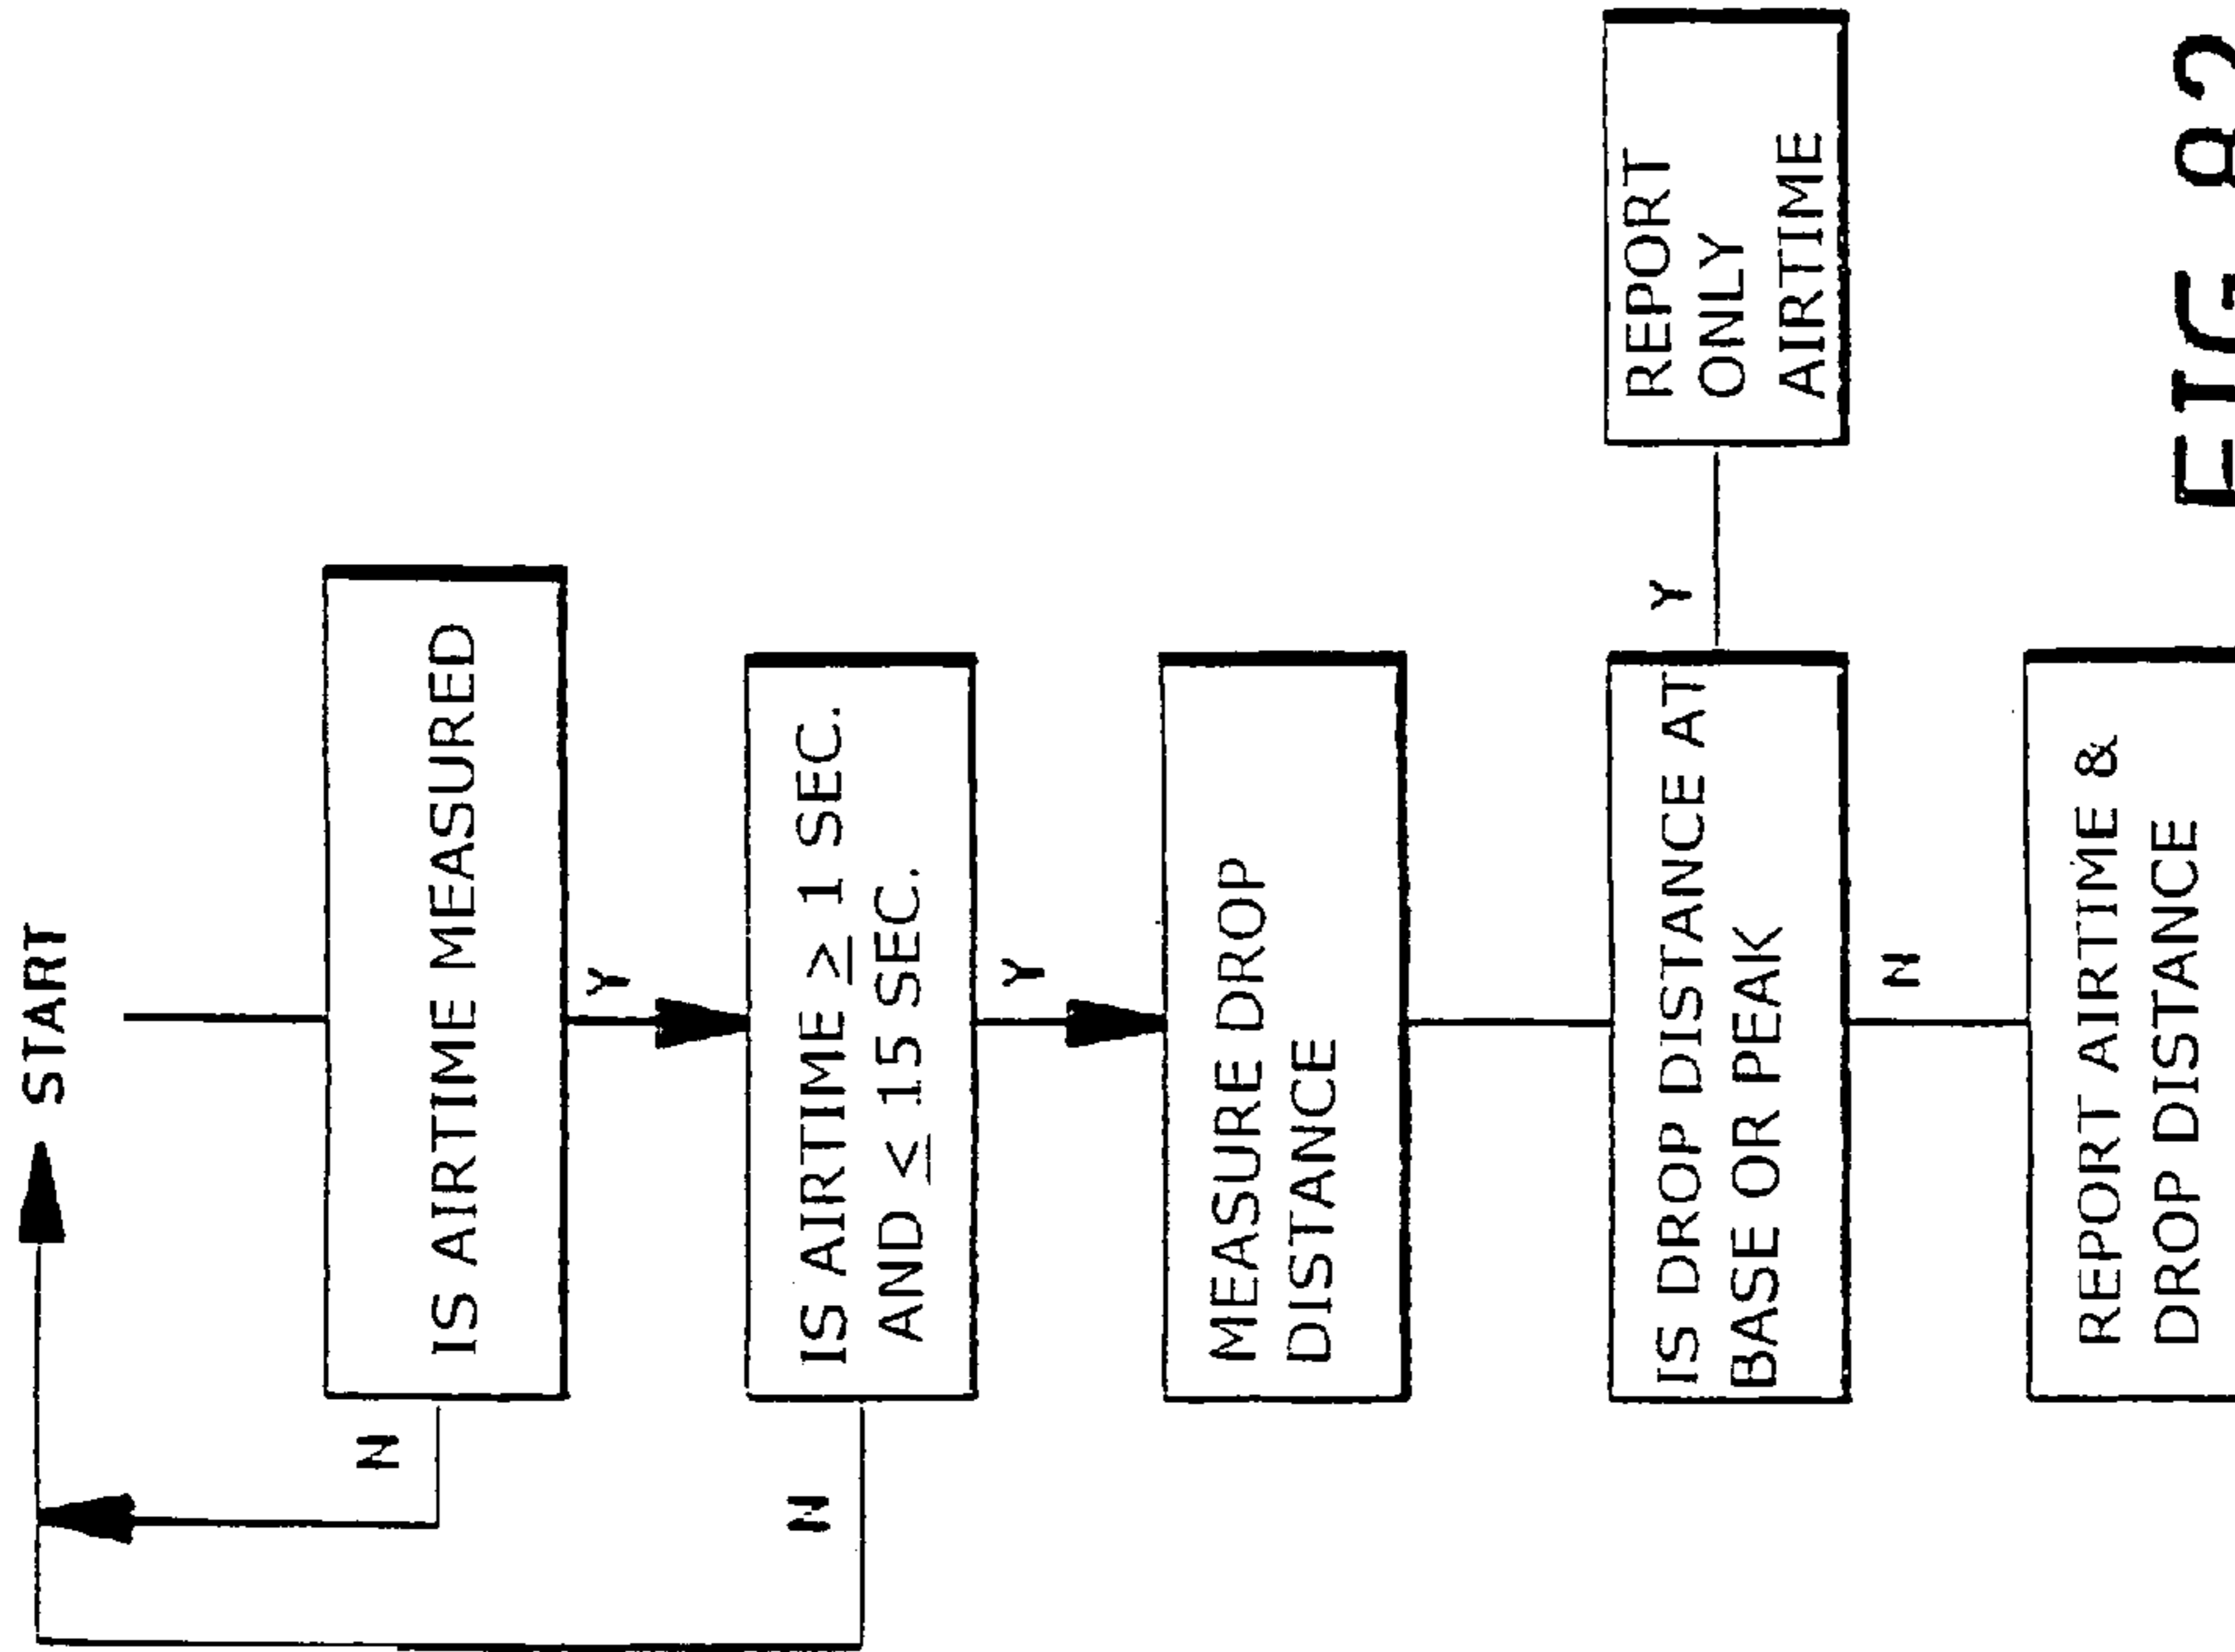 START
IS AIRTIME MEASURED
N
Y
IS AIRTIME ≥ 1 SEC.
AND ≤ 15 SEC.
N
Y
MEASURE DROP
DISTANCE
IS DROP DISTANCE AT
BASE OR PEAK
Y
REPORT
ONLY
AIRTIME
N
REPORT AIRTIME &
DROP DISTANCE